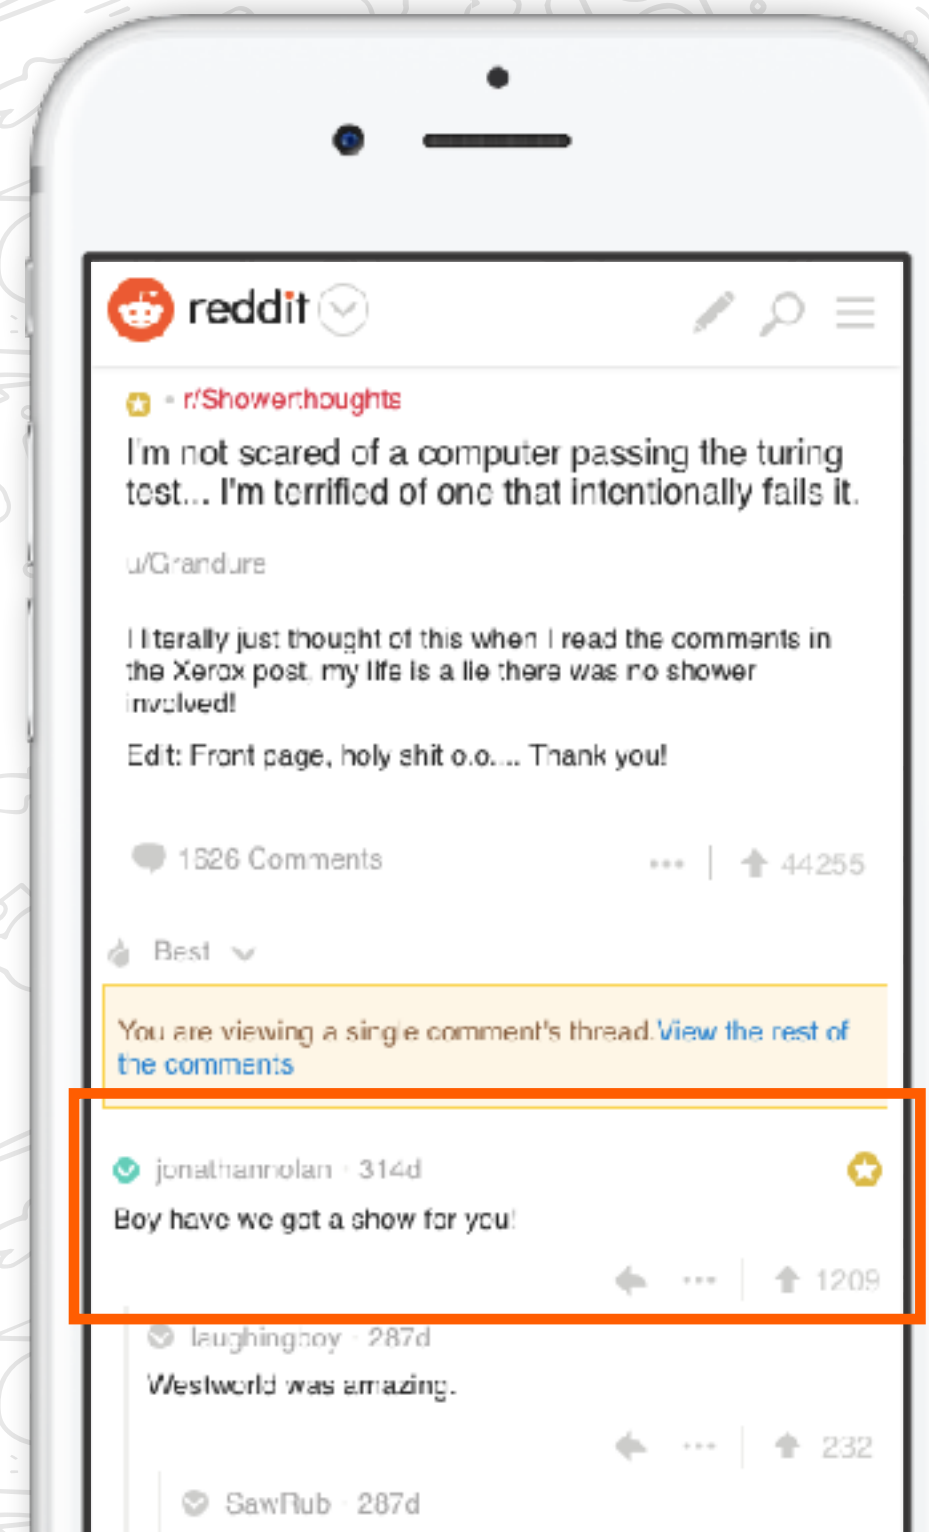 reddit
• r/Showerthoughts
I'm not scared of a computer passing the turing
test... I'm terrified of one that intentionally fails it.
u/Grandure
I literally just thought of this when I read the comments in
the Xerox post, my life is a lie there was no shower
involved!
Edit: Front page, holy shit o.o.... Thank you!
1626 Comments
••• | 44255
Best
You are viewing a single comment's thread.View the rest of
the comments
jonathannolan · 314d
Boy have we got a show for you!
••• | 1209
laughingboy · 287d
Westworld was amazing.
••• | 232
SawRub · 287d